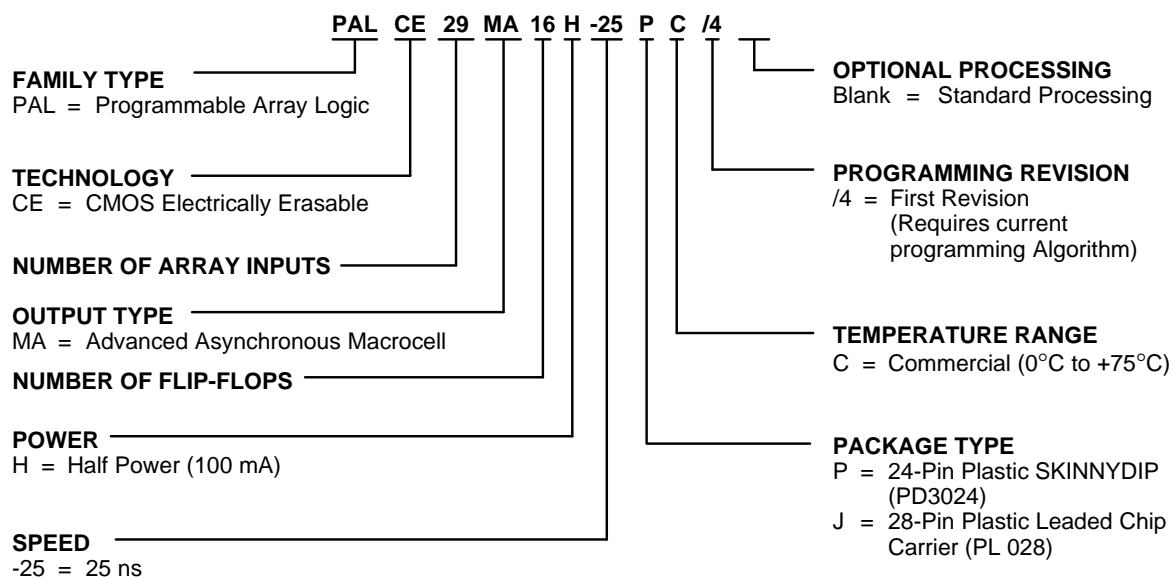 PAL CE 29 MA 16 H -25 P C /4
FAMILY TYPE
PAL = Programmable Array Logic
TECHNOLOGY
CE = CMOS Electrically Erasable
NUMBER OF ARRAY INPUTS
OUTPUT TYPE
MA = Advanced Asynchronous Macrocell
NUMBER OF FLIP-FLOPS
POWER
H = Half Power (100 mA)
SPEED
-25 = 25 ns
OPTIONAL PROCESSING
Blank = Standard Processing
PROGRAMMING REVISION
/4 = First Revision
(Requires current
programming Algorithm)
TEMPERATURE RANGE
C = Commercial (0°C to +75°C)
PACKAGE TYPE
P = 24-Pin Plastic SKINNYDIP
(PD3024)
J = 28-Pin Plastic Leaded Chip
Carrier (PL 028)